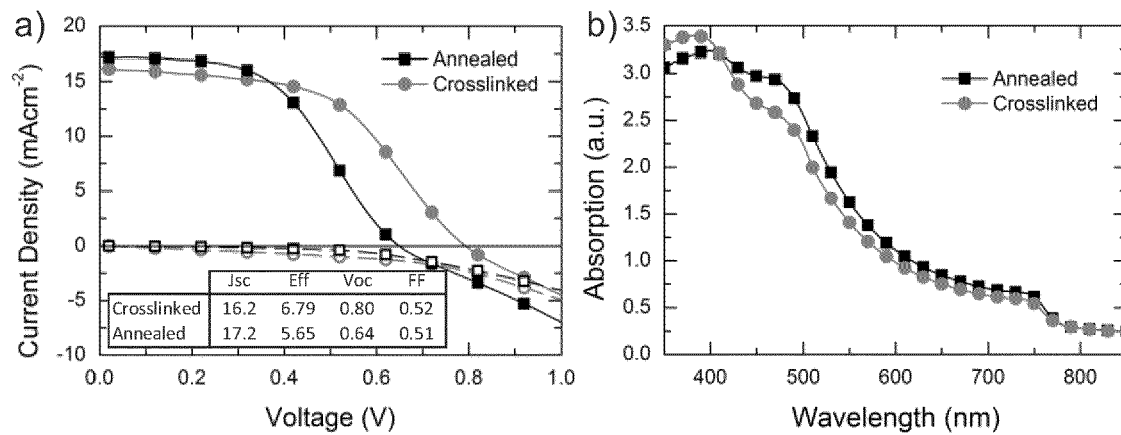 a)
20
15
10
5
0
-5
-10
Current Density (mAcm⁻²)
Annealed
Crosslinked
Jsc Eff Voc FF
Crosslinked 16.2 6.79 0.80 0.52
Annealed 17.2 5.65 0.64 0.51
0.0 0.2 0.4 0.6 0.8 1.0
Voltage (V)
b)
3.5
3.0
2.5
2.0
1.5
1.0
0.5
0.0
Absorption (a.u.)
Annealed
Crosslinked
400 500 600 700 800
Wavelength (nm)